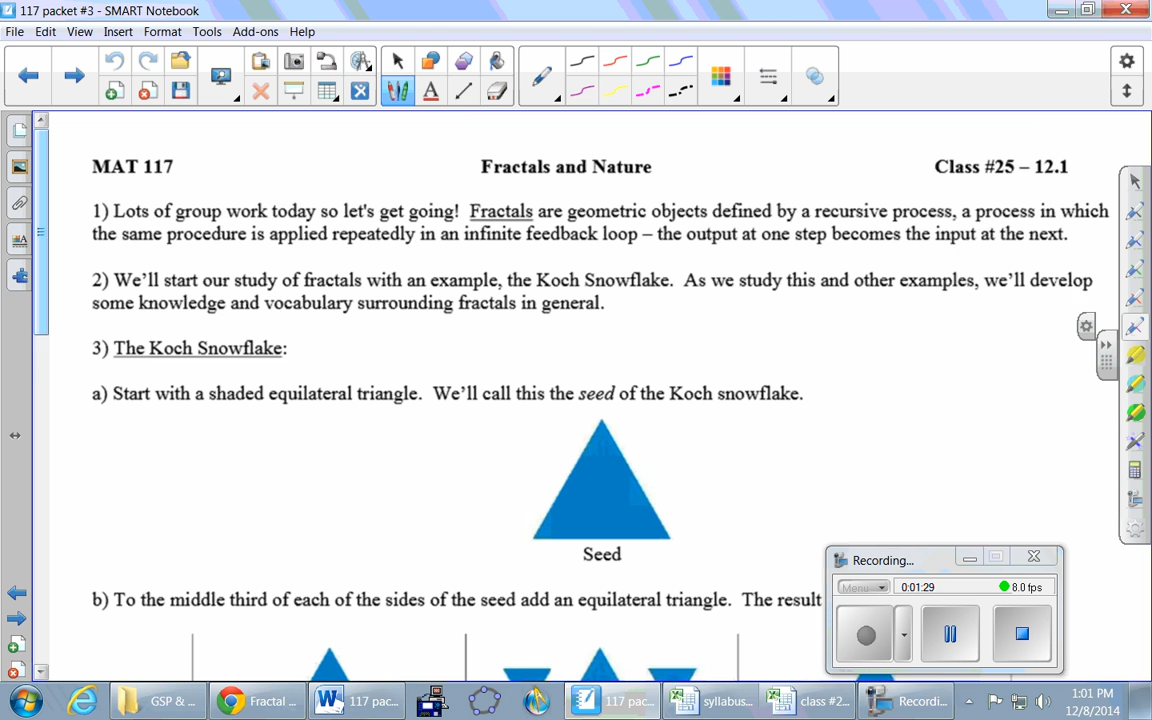 117 packet #3 - SMART Notebook
File Edit View Insert Format Tools Add-ons Help
MAT 117 Fractals and Nature Class #25 – 12.1
1) Lots of group work today so let's get going! Fractals are geometric objects defined by a recursive process, a process in which
the same procedure is applied repeatedly in an infinite feedback loop – the output at one step becomes the input at the next.
2) We'll start our study of fractals with an example, the Koch Snowflake. As we study this and other examples, we'll develop
some knowledge and vocabulary surrounding fractals in general.
3) The Koch Snowflake:
a) Start with a shaded equilateral triangle. We'll call this the seed of the Koch snowflake.
Seed
b) To the middle third of each of the sides of the seed add an equilateral triangle. The result
Recording...
Menu 0:01:29 8.0 fps
GSP & ... Fractal ... 117 pac... 117 pac... syllabus... class #2... Recordi...
1:01 PM
12/8/2014